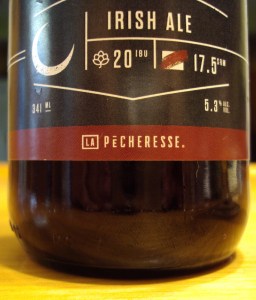 IRISH ALE
20 IBU 17.5 SRM
341 ML 5.3% ALC. VOL.
LA PéCHERESSE.